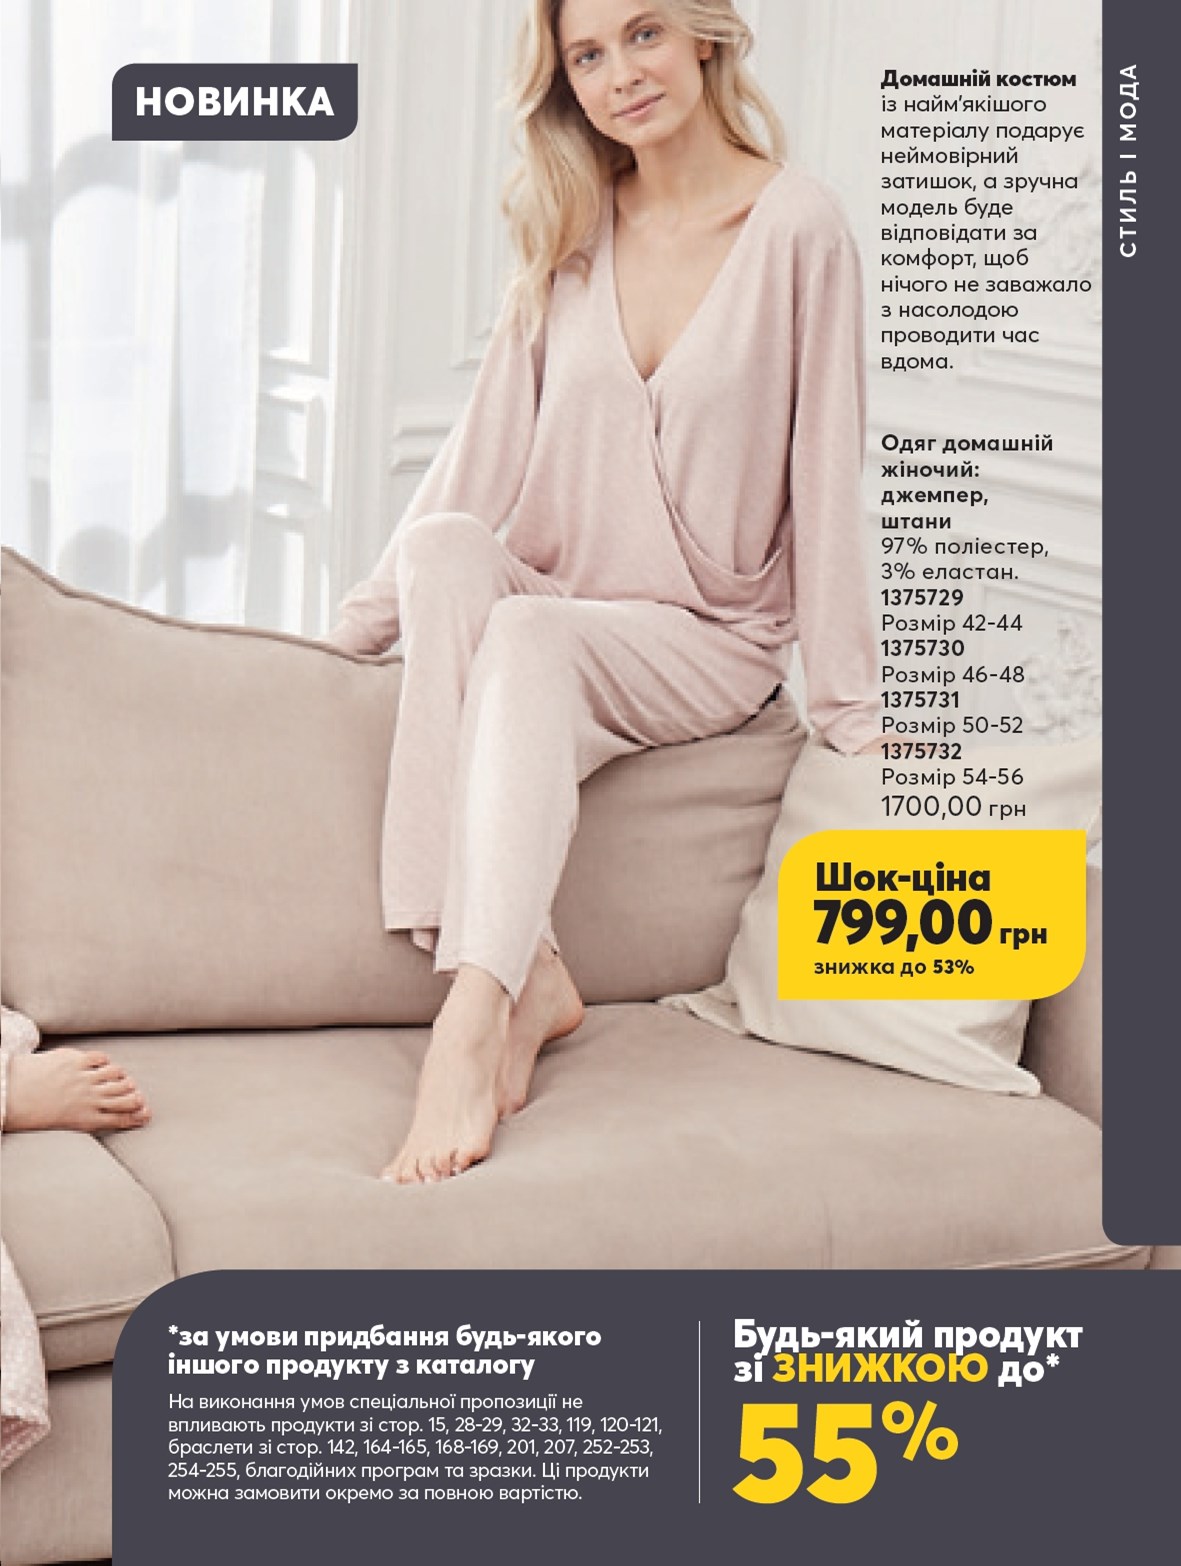 НОВИНКА
Домашній костюм
із найм’якішого
матеріалу подарує
неймовірний
затишок, а зручна
модель буде
відповідати за
комфорт, щоб
нічого не заважало
з насолодою
проводити час
вдома.
СТИЛЬ І МОДА
Одяг домашній
жіночий:
джемпер,
штани
97% поліестер,
3% еластан.
1375729
Розмір 42-44
1375730
Розмір 46-48
1375731
Розмір 50-52
1375732
Розмір 54-56
1700,00 грн
Шок-ціна
799,00 грн
знижка до 53%
*за умови придбання будь-якого
іншого продукту з каталогу
На виконання умов спеціальної пропозиції не
впливають продукти зі стор. 15, 28-29, 32-33, 119, 120-121,
браслети зі стор. 142, 164-165, 168-169, 201, 207, 252-253,
254-255, благодійних програм та зразки. Ці продукти
можна замовити окремо за повною вартістю.
Будь-який продукт
зі ЗНИЖКОЮ до*
55%